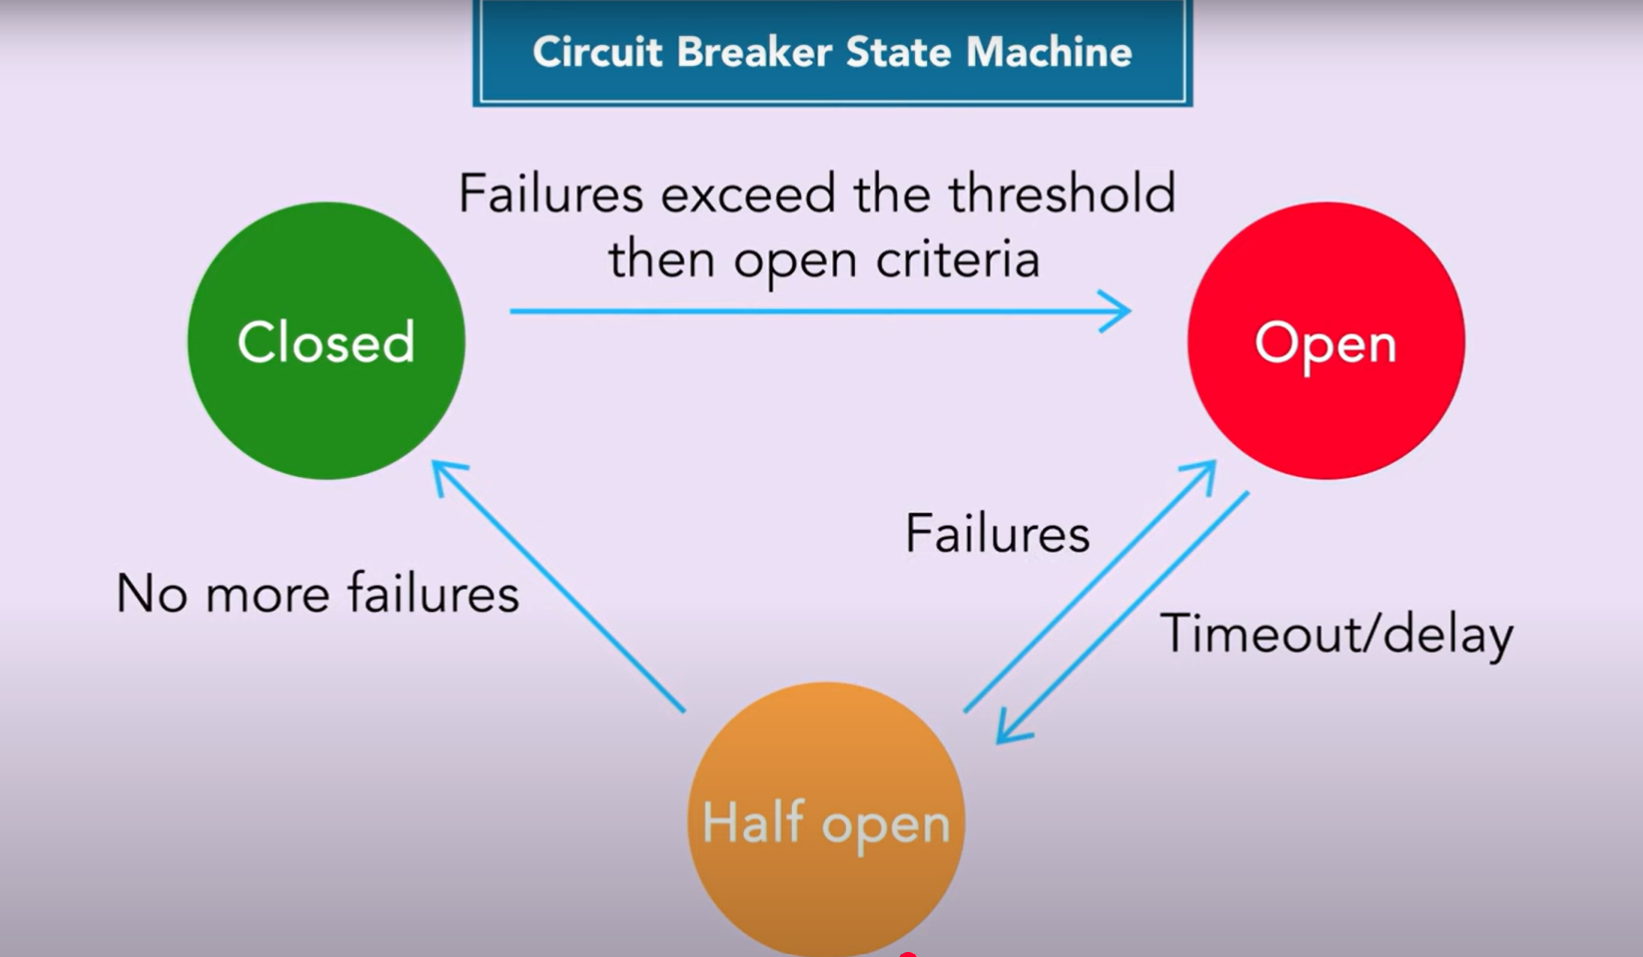 Circuit Breaker State Machine
Failures exceed the threshold
then open criteria
Closed
Open
Failures
No more failures
Timeout/delay
Half open